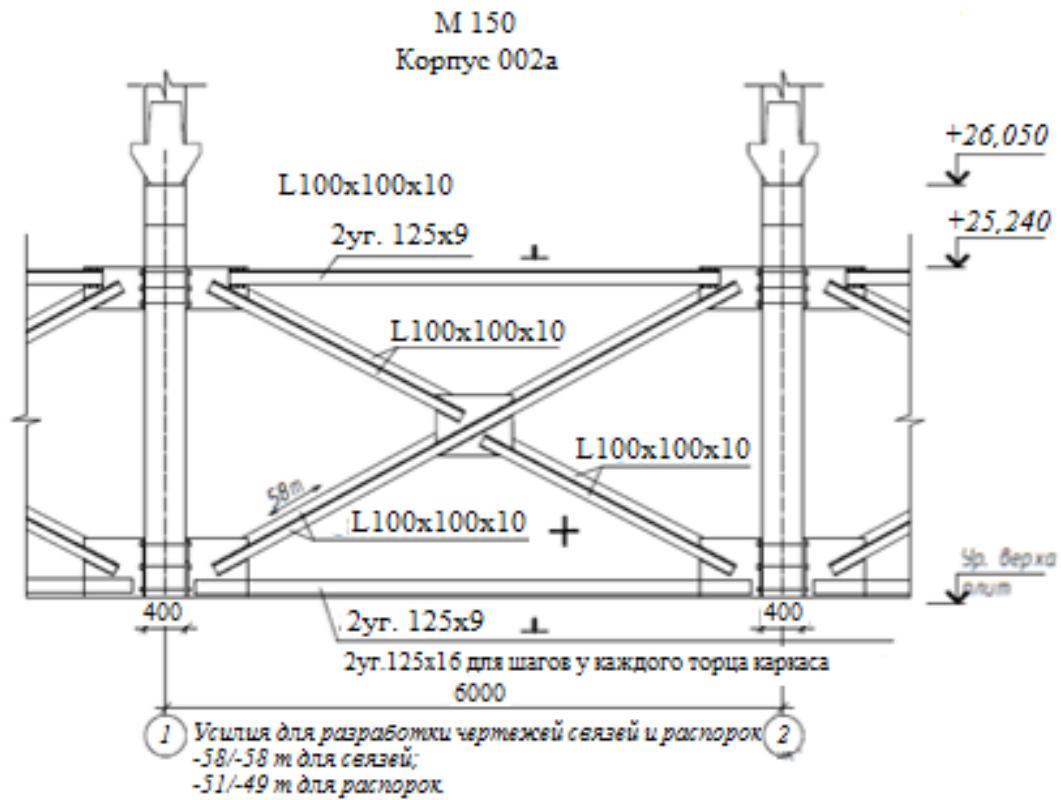 М 150
Корпус 002а
+26,050
L100x100x10
+25,240
2уг. 125x9
L100x100x10
L100x100x10
58т
L100x100x10
Ур. верха
плит
400
400
2уг. 125x9
2уг.125x16 для шагов у каждого торца каркаса
6000
1
2
Усилия для разработки чертежей связей и распорок
-58/-58 т для связей;
-51/-49 т для распорок